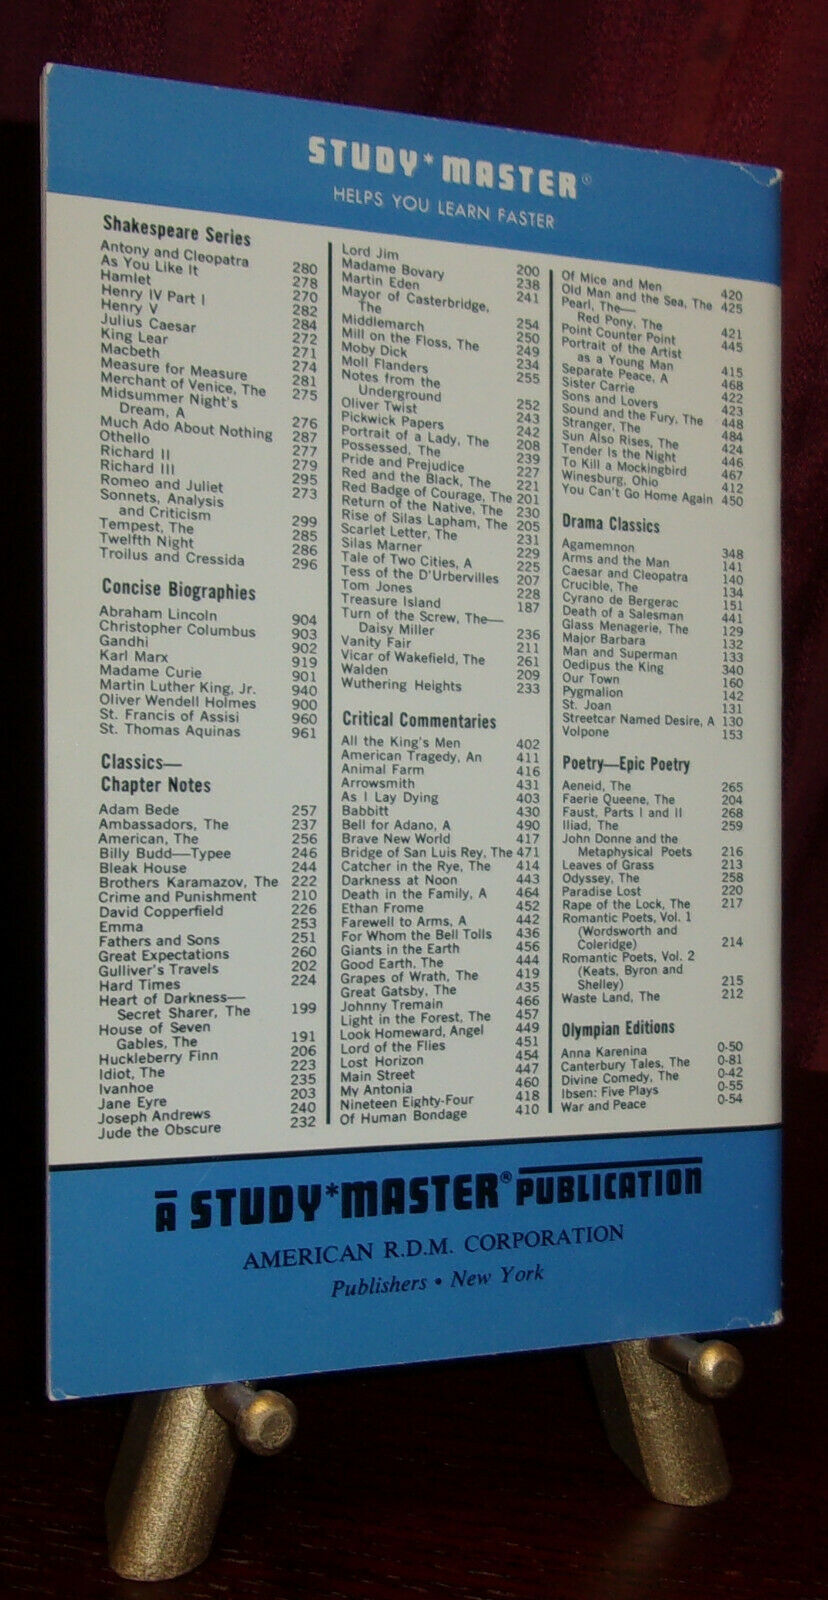 STUDY*MASTER®
HELPS YOU LEARN FASTER
Shakespeare Series
Antony and Cleopatra 280
As You Like It 278
Hamlet 270
Henry IV Part I 282
Henry V 284
Julius Caesar 272
King Lear 271
Macbeth 274
Measure for Measure 281
Merchant of Venice, The 275
Midsummer Night's
Dream, A 276
Much Ado About Nothing 287
Othello 277
Richard II 279
Richard III 295
Romeo and Juliet 273
Sonnets, Analysis
and Criticism 299
Tempest, The 285
Twelfth Night 286
Troilus and Cressida 296
Concise Biographies
Abraham Lincoln 904
Christopher Columbus 903
Gandhi 902
Karl Marx 919
Madame Curie 901
Martin Luther King, Jr. 940
Oliver Wendell Holmes 900
St. Francis of Assisi 960
St. Thomas Aquinas 961
Classics—
Chapter Notes
Adam Bede 257
Ambassadors, The 237
American, The 256
Billy Budd—Typee 246
Bleak House 244
Brothers Karamazov, The 222
Crime and Punishment 210
David Copperfield 226
Emma 253
Fathers and Sons 251
Great Expectations 260
Gulliver's Travels 202
Hard Times 224
Heart of Darkness—
Secret Sharer, The 199
House of Seven
Gables, The 191
Huckleberry Finn 206
Idiot, The 223
Ivanhoe 235
Jane Eyre 203
Joseph Andrews 240
Jude the Obscure 232
Lord Jim 200
Madame Bovary 238
Martin Eden 241
Mayor of Casterbridge,
The 254
Middlemarch 250
Mill on the Floss, The 249
Moby Dick 234
Moll Flanders 255
Notes from the
Underground 252
Oliver Twist 243
Pickwick Papers 242
Portrait of a Lady, The 208
Possessed, The 239
Pride and Prejudice 227
Red and the Black, The 221
Red Badge of Courage, The 201
Return of the Native, The 230
Rise of Silas Lapham, The 205
Scarlet Letter, The 231
Silas Marner 229
Tale of Two Cities, A 225
Tess of the D'Urbervilles 207
Tom Jones 228
Treasure Island 187
Turn of the Screw, The—
Daisy Miller 236
Vanity Fair 211
Vicar of Wakefield, The 261
Walden 209
Wuthering Heights 233
Critical Commentaries
All the King's Men 402
American Tragedy, An 411
Animal Farm 416
Arrowsmith 431
As I Lay Dying 403
Babbitt 430
Bell for Adano, A 490
Brave New World 417
Bridge of San Luis Rey, The 471
Catcher in the Rye, The 414
Darkness at Noon 443
Death in the Family, A 464
Ethan Frome 452
Farewell to Arms, A 442
For Whom the Bell Tolls 436
Giants in the Earth 456
Good Earth, The 444
Grapes of Wrath, The 419
Great Gatsby, The 435
Johnny Tremain 466
Light in the Forest, The 457
Look Homeward, Angel 449
Lord of the Flies 451
Lost Horizon 454
Main Street 447
My Antonia 460
Nineteen Eighty-Four 418
Of Human Bondage 410
Of Mice and Men 420
Old Man and the Sea, The 425
Pearl, The—
Red Pony, The 421
Point Counter Point 445
Portrait of the Artist
as a Young Man 415
Separate Peace, A 468
Sister Carrie 422
Sons and Lovers 423
Sound and the Fury, The 448
Stranger, The 484
Sun Also Rises, The 424
Tender Is the Night 446
To Kill a Mockingbird 467
Winesburg, Ohio 412
You Can't Go Home Again 450
Drama Classics
Agamemnon 348
Arms and the Man 141
Caesar and Cleopatra 140
Crucible, The 134
Cyrano de Bergerac 151
Death of a Salesman 441
Glass Menagerie, The 129
Major Barbara 132
Man and Superman 133
Oedipus the King 340
Our Town 160
Pygmalion 142
St. Joan 131
Streetcar Named Desire, A 130
Volpone 153
Poetry—Epic Poetry
Aeneid, The 265
Faerie Queene, The 204
Faust, Parts I and II 268
Iliad, The 259
John Donne and the
Metaphysical Poets 216
Leaves of Grass 213
Odyssey, The 258
Paradise Lost 220
Rape of the Lock, The 217
Romantic Poets, Vol. 1
(Wordsworth and
Coleridge) 214
Romantic Poets, Vol. 2
(Keats, Byron and
Shelley) 215
Waste Land, The 212
Olympian Editions
Anna Karenina 0-50
Canterbury Tales, The 0-81
Divine Comedy, The 0-42
Ibsen: Five Plays 0-55
War and Peace 0-54
A STUDY*MASTER® PUBLICATION
AMERICAN R.D.M. CORPORATION
Publishers • New York